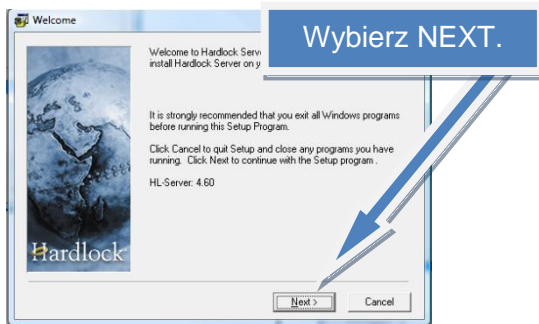 Welcome
Wybierz NEXT.
Welcome to Hardlock
install Hardlock Server on
It is strongly recommended that you exit all Windows programs
before running this Setup Program.
Click Cancel to quit Setup and close any programs you have
running. Click Next to continue with the Setup program .
HL-Server: 4.60
Hardlock
Next >
Cancel